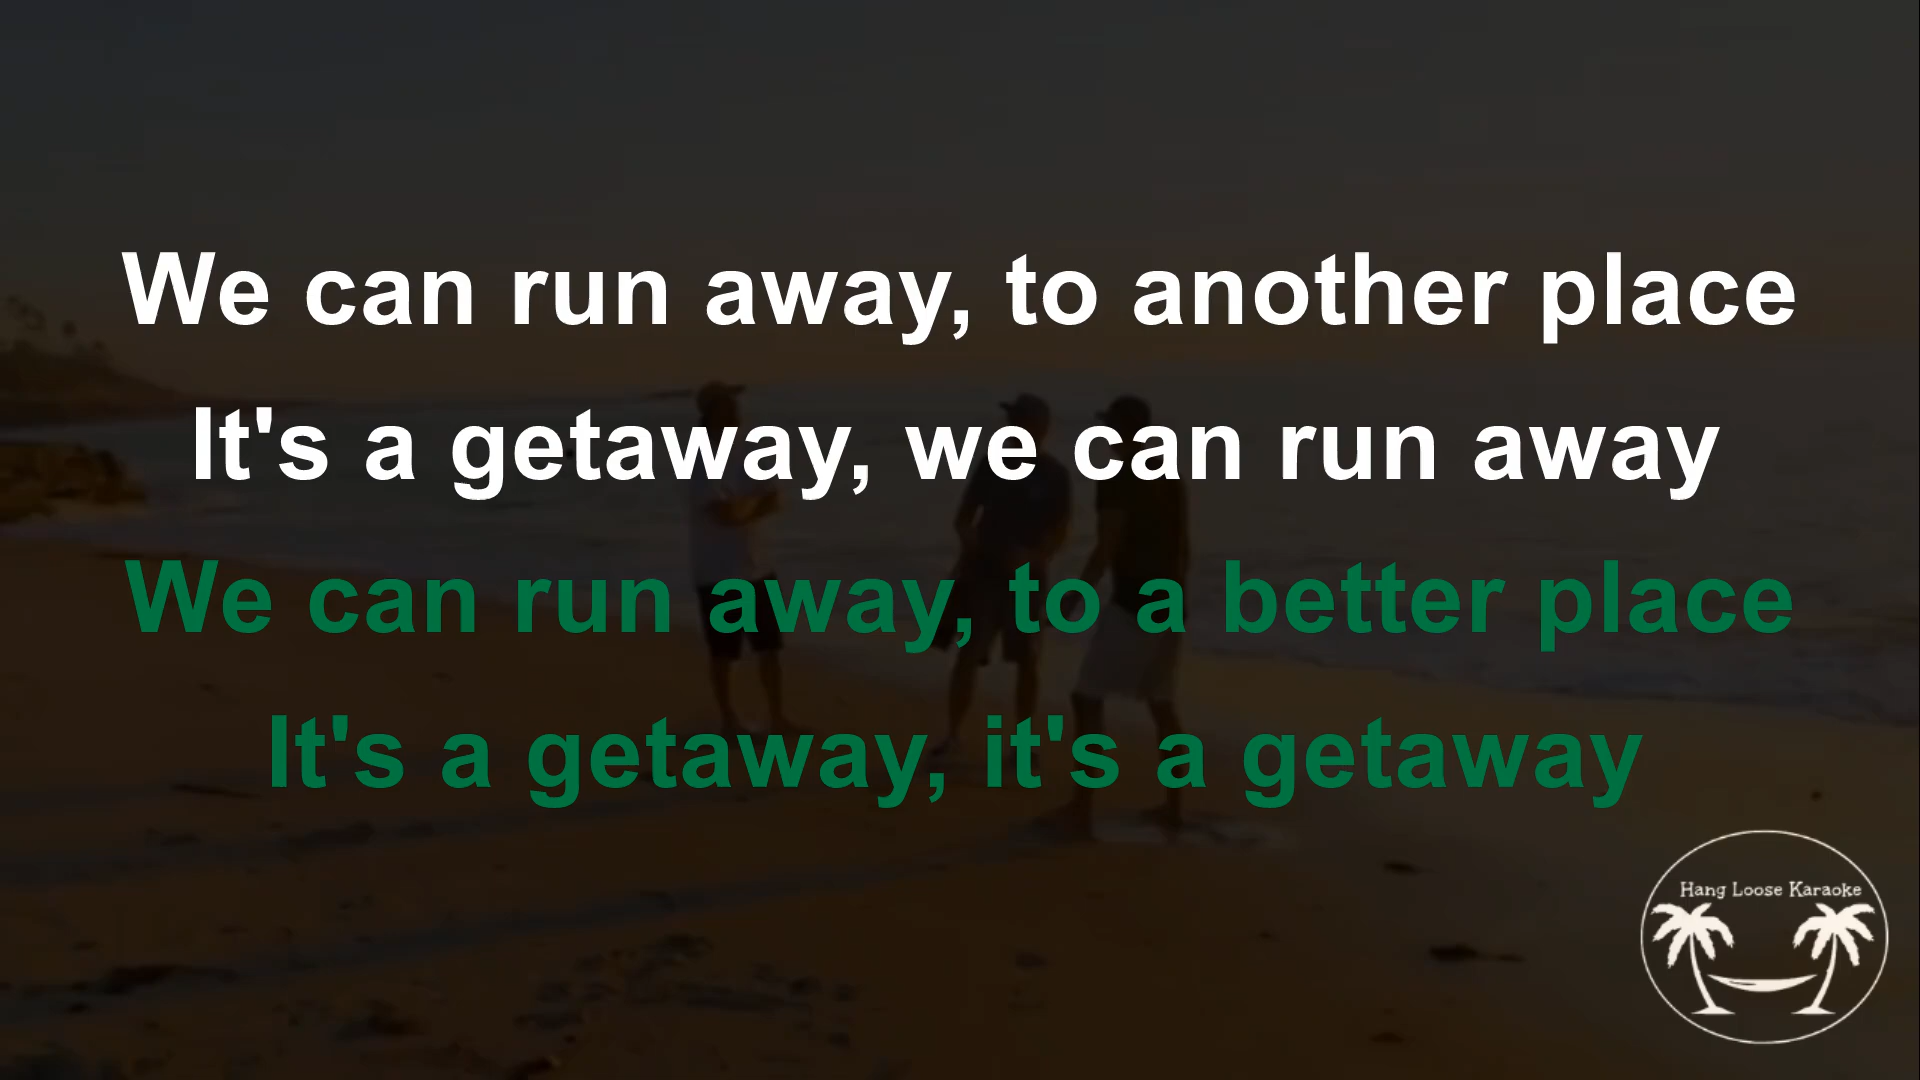 We can run away, to another place
It's a getaway, we can run away
We can run away, to a better place
It's a getaway, it's a getaway
Hang Loose Karaoke